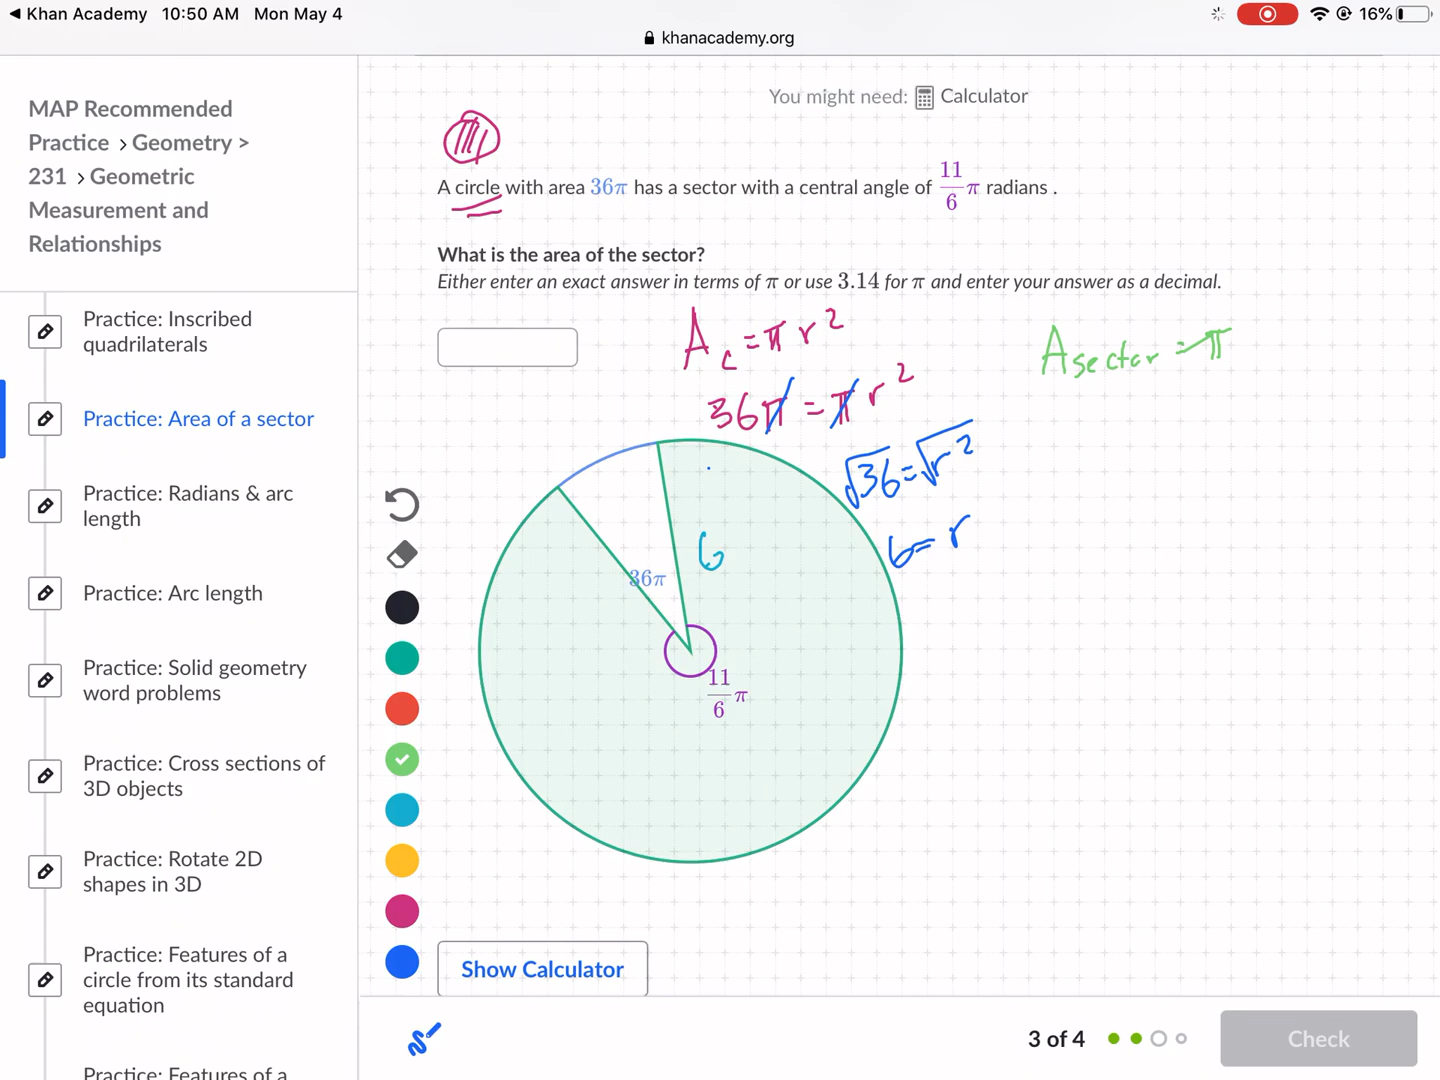 Khan Academy 10:50 AM Mon May 4
16%
khanacademy.org
MAP Recommended
Practice > Geometry >
231 > Geometric
Measurement and
Relationships
Practice: Inscribed
quadrilaterals
Practice: Area of a sector
Practice: Radians & arc
length
Practice: Arc length
Practice: Solid geometry
word problems
Practice: Cross sections of
3D objects
Practice: Rotate 2D
shapes in 3D
Practice: Features of a
circle from its standard
equation
Practice: Features of a
You might need: Calculator
A circle with area 36π has a sector with a central angle of 11/6 π radians .
What is the area of the sector?
Either enter an exact answer in terms of π or use 3.14 for π and enter your answer as a decimal.
A c = π r²
36π = π r²
√36 = √r²
6 = r
A sector = π
6
36π
11/6 π
Show Calculator
3 of 4
Check